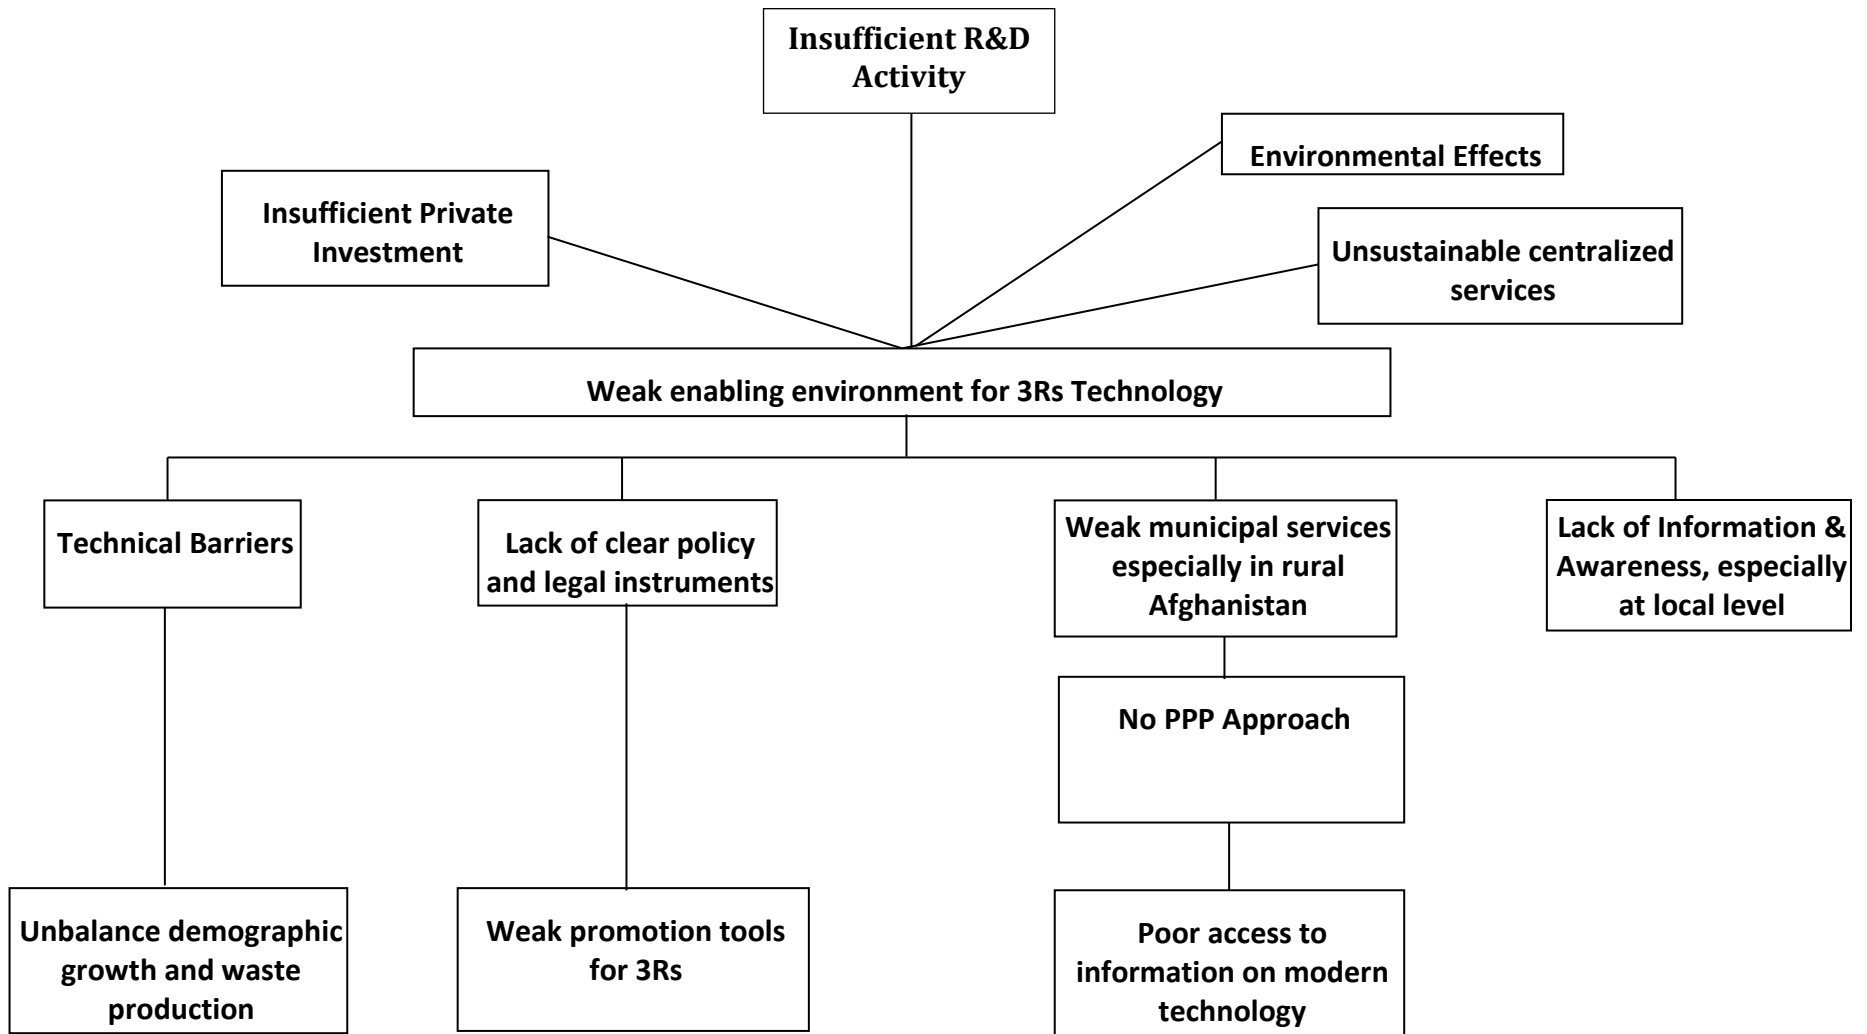 Insufficient R&D
Activity
Environmental Effects
Insufficient Private
Investment
Unsustainable centralized
services
Weak enabling environment for 3Rs Technology
Technical Barriers
Lack of clear policy
and legal instruments
Weak municipal services
especially in rural
Afghanistan
Lack of Information &
Awareness, especially
at local level
No PPP Approach
Unbalance demographic
growth and waste
production
Weak promotion tools
for 3Rs
Poor access to
information on modern
technology